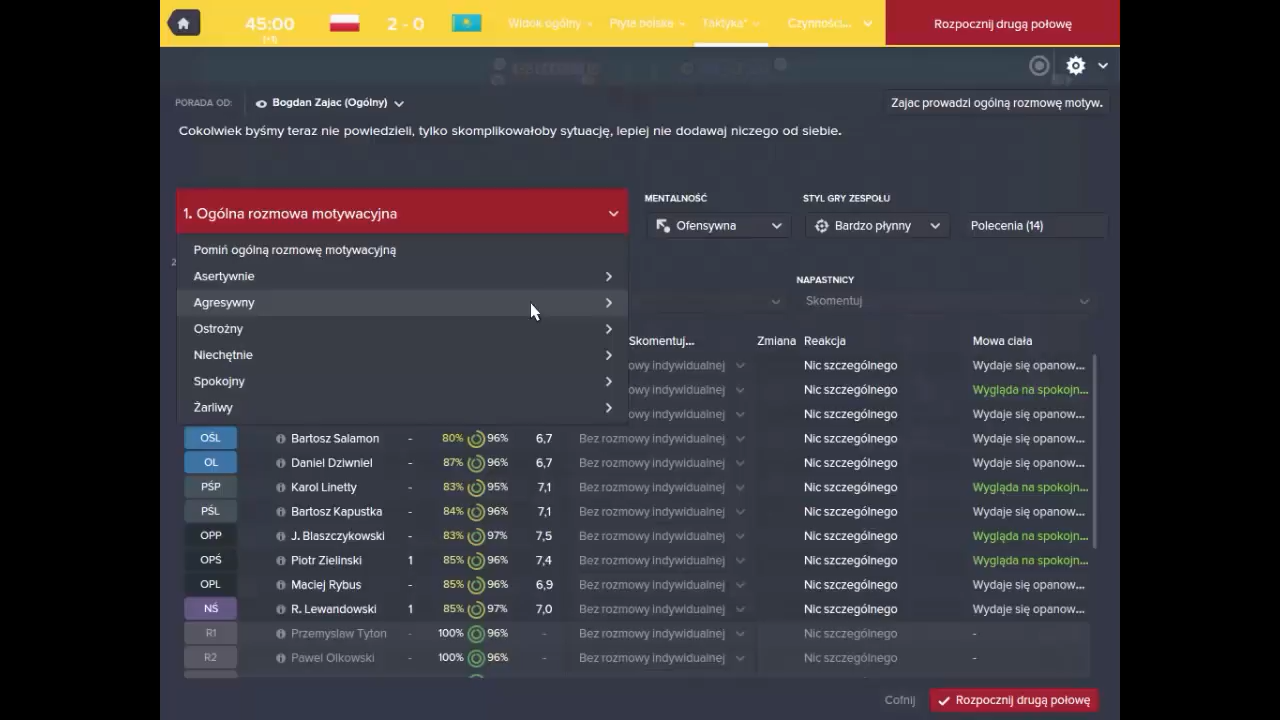 45:00
2 - 0
Widok ogólny
Płyta polska
Taktyka*
Czynności...
Rozpocznij drugą połowę
PORADA OD:
Bogdan Zajac (Ogólny)
Zajac prowadzi ogólną rozmowę motyw.
Cokolwiek byśmy teraz nie powiedzieli, tylko skomplikowałoby sytuację, lepiej nie dodawaj niczego od siebie.
1. Ogólna rozmowa motywacyjna
MENTALNOŚĆ
STYL GRY ZESPOŁU
Ofensywna
Bardzo płynny
Polecenia (14)
Pomiń ogólną rozmowę motywacyjną
Asertywnie
Agresywny
Ostrożny
Niechętnie
Spokojny
Żarliwy
NAPASTNICY
Skomentuj
Skomentuj... Zmiana Reakcja Mowa ciała
owy indywidualnej Nic szczególnego Wydaje się opanow...
owy indywidualnej Nic szczególnego Wygląda na spokojn...
owy indywidualnej Nic szczególnego Wydaje się opanow...
OŚL Bartosz Salamon - 80% 96% 6,7 Bez rozmowy indywidualnej Nic szczególnego Wydaje się opanow...
OL Daniel Dziwniel - 87% 96% 6,7 Bez rozmowy indywidualnej Nic szczególnego Wydaje się opanow...
PŚP Karol Linetty - 83% 95% 7,1 Bez rozmowy indywidualnej Nic szczególnego Wygląda na spokojn...
PŚL Bartosz Kapustka - 84% 96% 7,1 Bez rozmowy indywidualnej Nic szczególnego Wydaje się opanow...
OPP J. Blaszczykowski - 83% 97% 7,5 Bez rozmowy indywidualnej Nic szczególnego Wygląda na spokojn...
OPŚ Piotr Zielinski 1 85% 96% 7,4 Bez rozmowy indywidualnej Nic szczególnego Wygląda na spokojn...
OPL Maciej Rybus - 85% 96% 6,9 Bez rozmowy indywidualnej Nic szczególnego Wydaje się opanow...
NŚ R. Lewandowski 1 85% 97% 7,0 Bez rozmowy indywidualnej Nic szczególnego Wydaje się opanow...
R1 Przemyslaw Tyton - 100% 96% - Bez rozmowy indywidualnej Nic szczególnego -
R2 Pawel Olkowski - 100% 96% - Bez rozmowy indywidualnej Nic szczególnego -
Cofnij
Rozpocznij drugą połowę